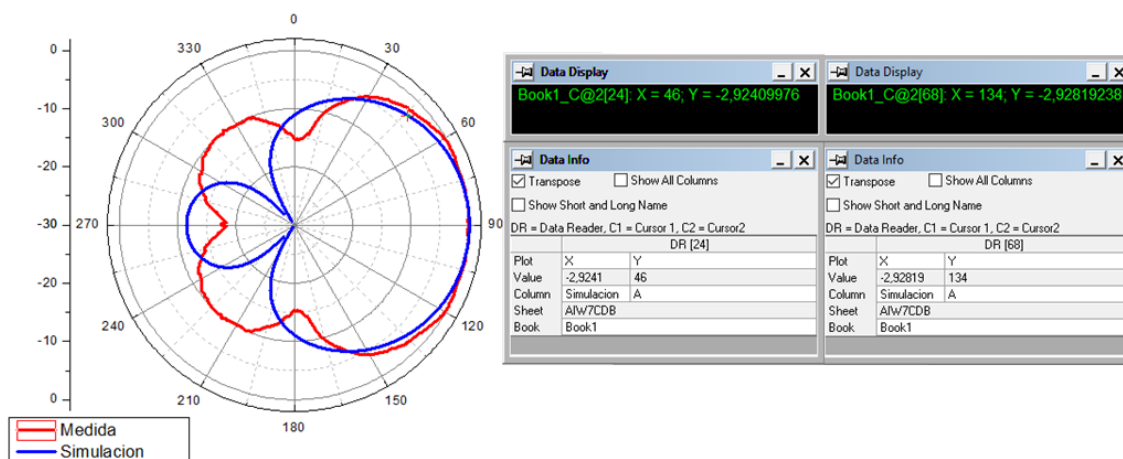 0
30
60
90
120
150
180
210
240
270
300
330
0
-10
-20
-30
-20
-10
0
Medida
Simulacion
Data Display
Book1_C@2[24]: X = 46; Y = -2,92409976
Data Info
Transpose Show All Columns
Show Short and Long Name
DR = Data Reader, C1 = Cursor 1, C2 = Cursor2
DR [24]
Plot X Y
Value -2,9241 46
Column Simulacion A
Sheet AIW7CDB
Book Book1
Data Display
Book1_C@2[68]: X = 134; Y = -2,92819238
Data Info
Transpose Show All Columns
Show Short and Long Name
DR = Data Reader, C1 = Cursor 1, C2 = Cursor2
DR [68]
Plot X Y
Value -2,92819 134
Column Simulacion A
Sheet AIW7CDB
Book Book1